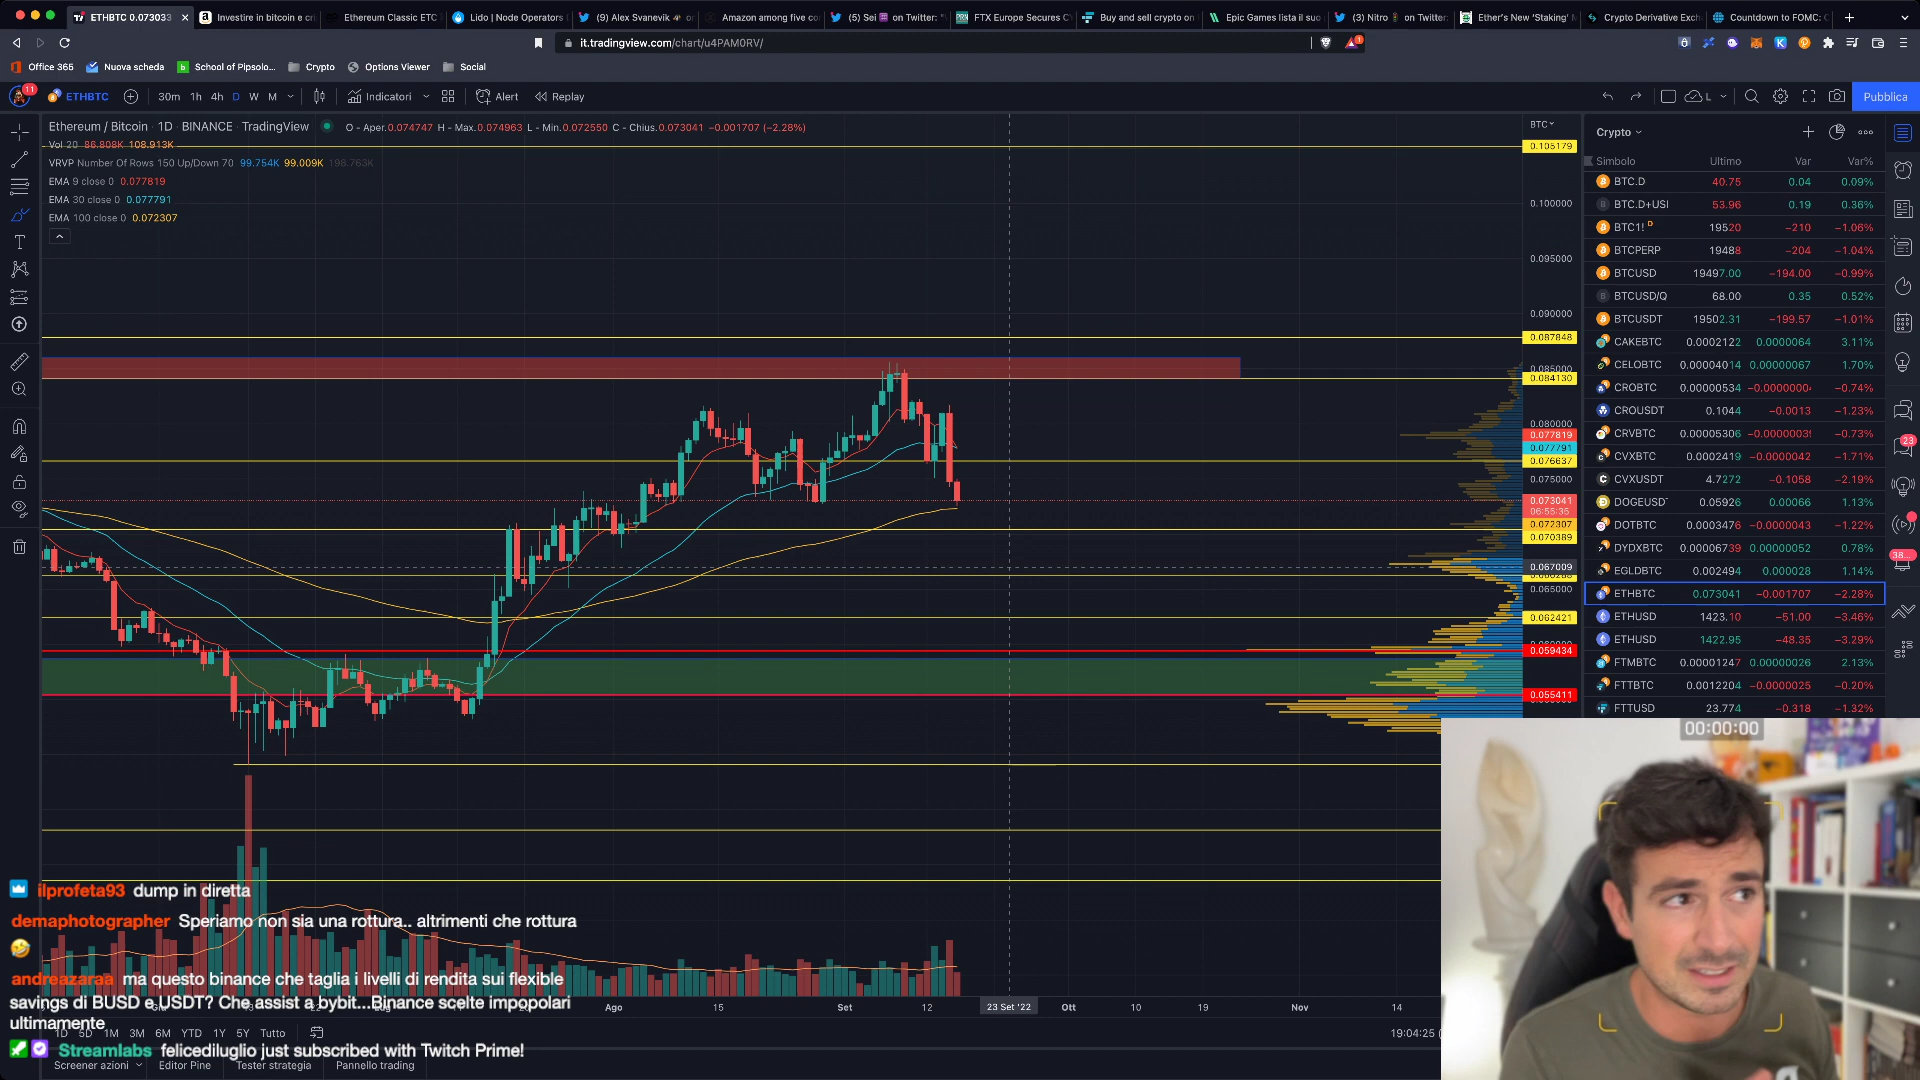 ETHBTC 0.073033
Investire in bitcoin e cri
Ethereum Classic ETC
Lido | Node Operators
(9) Alex Svanevik
Amazon among five co
(5) Sei on Twitter: "
FTX Europe Secures C
Buy and sell crypto on
Epic Games lista il suo
(3) Nitro on Twitter
Ether's New 'Staking'
Crypto Derivative Exch
Countdown to FOMC:
it.tradingview.com/chart/u4PAM0RV/
Office 365
Nuova scheda
School of Pipsolo...
Crypto
Options Viewer
Social
11
ETHBTC
30m 1h 4h D W M
Indicatori
Alert
Replay
L
Pubblica
Ethereum / Bitcoin · 1D · BINANCE · TradingView
O - Aper.0.074747 H - Max.0.074963 L - Min.0.072550 C - Chius.0.073041 −0.001707 (−2.28%)
Vol 20 86.808K 108.913K
VRVP Number Of Rows 150 Up/Down 70 99.754K 99.009K 198.763K
EMA 9 close 0 0.077819
EMA 30 close 0 0.077791
EMA 100 close 0 0.072307
BTC
0.105179
0.100000
0.095000
0.090000
0.087848
0.085000
0.084130
0.080000
0.077819
0.077791
0.076637
0.075000
0.073041
06:55:35
0.072307
0.070389
0.067009
0.065000
0.062421
0.059434
0.055411
Crypto
Simbolo Ultimo Var Var%
BTC.D 40.75 0.04 0.09%
BTC.D+USI 53.96 0.19 0.36%
BTC1! D 19520 −210 −1.06%
BTCPERP 19488 −204 −1.04%
BTCUSD 19497.00 −194.00 −0.99%
BTCUSD/Q 68.00 0.35 0.52%
BTCUSDT 19502.31 −199.57 −1.01%
CAKEBTC 0.0002122 0.0000064 3.11%
CELOBTC 0.00004014 0.00000067 1.70%
CROBTC 0.00000534 −0.0000000 −0.74%
CROUSDT 0.1044 −0.0013 −1.23%
CRVBTC 0.00005306 −0.0000003 −0.73%
CVXBTC 0.0002419 −0.0000042 −1.71%
CVXUSDT 4.7272 −0.1058 −2.19%
DOGEUSD 0.05926 0.00066 1.13%
DOTBTC 0.0003476 −0.0000043 −1.22%
DYDXBTC 0.00006739 0.00000052 0.78%
EGLDBTC 0.002494 0.000028 1.14%
ETHBTC 0.073041 −0.001707 −2.28%
ETHUSD 1423.10 −51.00 −3.46%
ETHUSD 1422.95 −48.35 −3.29%
FTMBTC 0.00001247 0.00000026 2.13%
FTTBTC 0.0012204 −0.0000025 −0.20%
FTTUSD 23.774 −0.318 −1.32%
23
38...
00:00:00
ilprofeta93 dump in diretta
demaphotographer Speriamo non sia una rottura.. altrimenti che rottura
🤣
andreazaraa ma questo binance che taglia i livelli di rendita sui flexible
savings di BUSD e USDT? Che assist a bybit...Binance scelte impopolari
ultimamente
Ago 15 Set 12 23 Set '22 Ott 10 19 Nov 14
1D 5D 1M 3M 6M YTD 1Y 5Y Tutto
19:04:25 (
Streamlabs felicediluglio just subscribed with Twitch Prime!
Screener azioni
Editor Pine
Tester strategia
Pannello trading